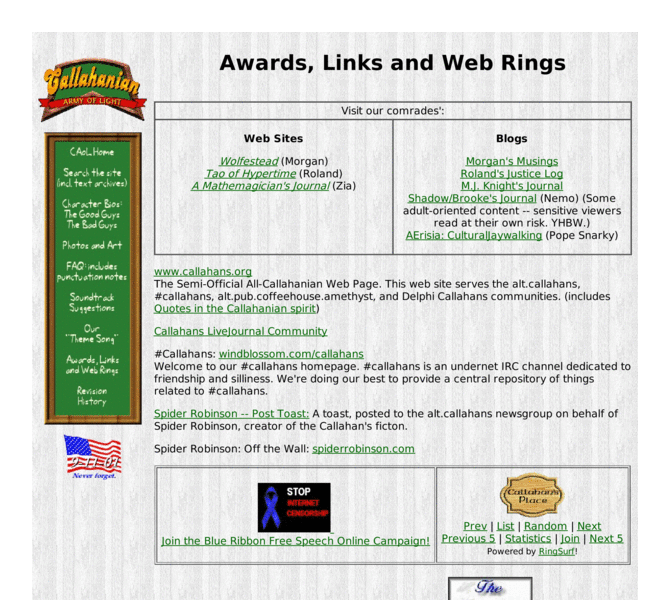 Callahanian
ARMY OF LIGHT
Awards, Links and Web Rings
CAoL Home
Search the site
(incl. text archives)
Character Bios:
The Good Guys
The Bad Guys
Photos and Art
FAQ: includes
punctuation notes
Soundtrack
Suggestions
Our
"Theme Song"
Awards, Links
and Web Rings
Revision
History
9-11-01
Never forget.
Visit our comrades':
Web Sites
Wolfestead (Morgan)
Tao of Hypertime (Roland)
A Mathemagician's Journal (Zia)
Blogs
Morgan's Musings
Roland's Justice Log
M.J. Knight's Journal
Shadow/Brooke's Journal (Nemo) (Some
adult-oriented content -- sensitive viewers
read at their own risk. YHBW.)
AErisia: CulturalJaywalking (Pope Snarky)
www.callahans.org
The Semi-Official All-Callahanian Web Page. This web site serves the alt.callahans,
#callahans, alt.pub.coffeehouse.amethyst, and Delphi Callahans communities. (includes
Quotes in the Callahanian spirit)
Callahans LiveJournal Community
#Callahans: windblossom.com/callahans
Welcome to our #callahans homepage. #callahans is an undernet IRC channel dedicated to
friendship and silliness. We're doing our best to provide a central repository of things
related to #callahans.
Spider Robinson -- Post Toast: A toast, posted to the alt.callahans newsgroup on behalf of
Spider Robinson, creator of the Callahan's ficton.
Spider Robinson: Off the Wall: spiderrobinson.com
STOP
INTERNET
CENSORSHIP
Join the Blue Ribbon Free Speech Online Campaign!
Callahan's
Place
Prev | List | Random | Next
Previous 5 | Statistics | Join | Next 5
Powered by RingSurf!
The